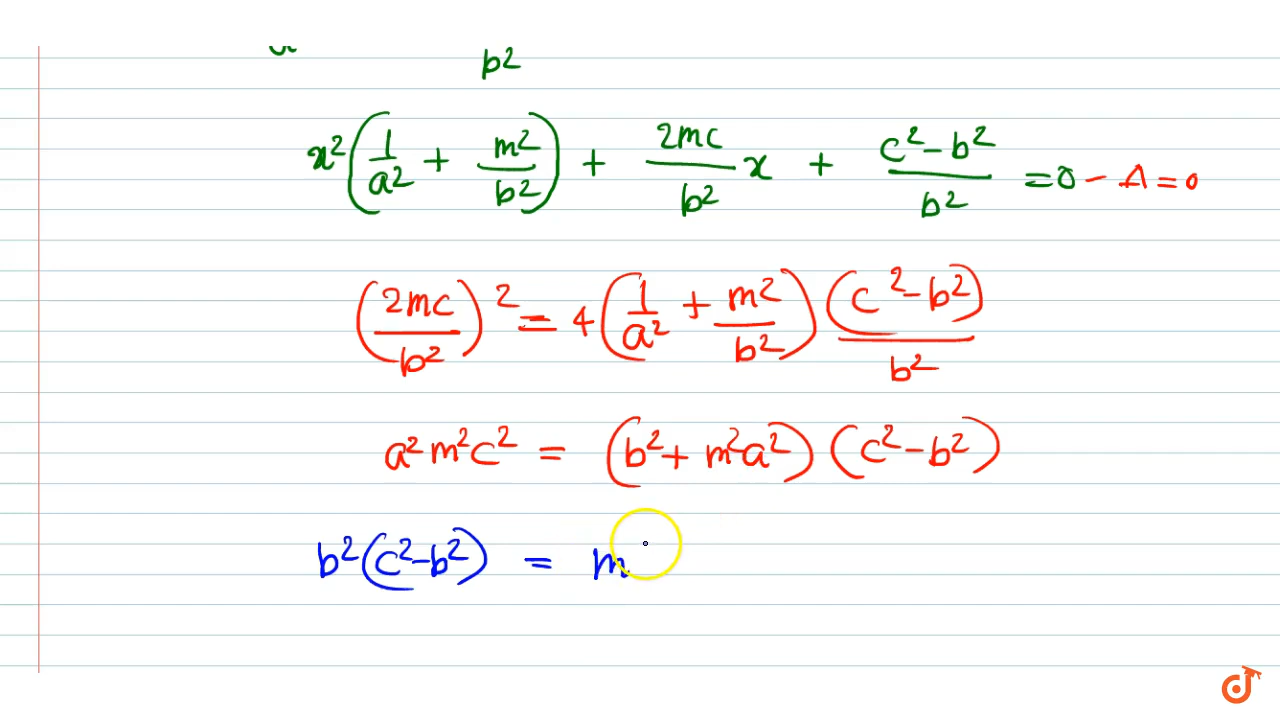 b²
x²(1/a² + m²/b²) + 2mc/b² x + c²-b²/b² =0 - Δ=0
(2mc/b²)² = 4(1/a² + m²/b²) (c²-b²)/b²
a²m²c² = (b²+m²a²)(c²-b²)
b²(c²-b²) = m